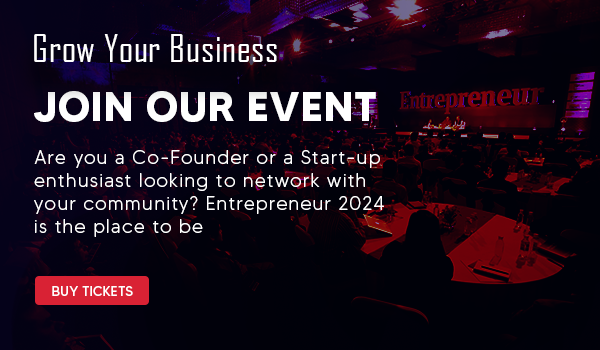 Grow Your Business
JOIN OUR EVENT
Entrepreneur
Are you a Co-Founder or a Start-up
enthusiast looking to network with
your community? Entrepreneur 2024
is the place to be
BUY TICKETS